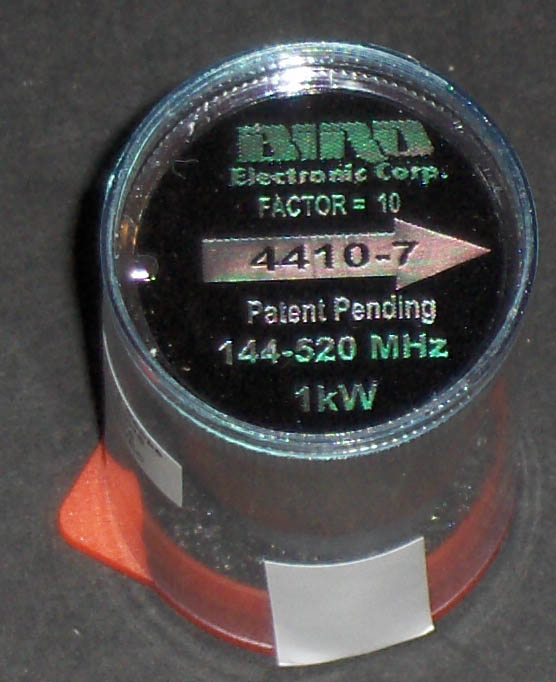 BIRD
Electronic Corp.
FACTOR = 10
4410-7
Patent Pending
144-520 MHz
1kW